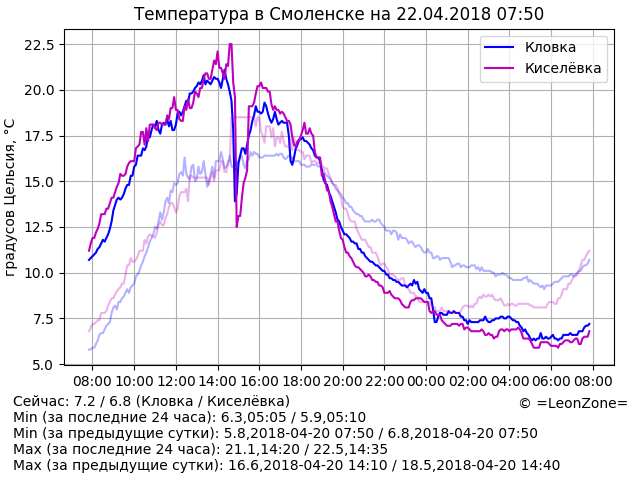 Температура в Смоленске на 22.04.2018 07:50
Кловка
Киселёвка
градусов Цельсия, °C
22.5
20.0
17.5
15.0
12.5
10.0
7.5
5.0
08:00 10:00 12:00 14:00 16:00 18:00 20:00 22:00 00:00 02:00 04:00 06:00 08:00
Сейчас: 7.2 / 6.8 (Кловка / Киселёвка)
© =LeonZone=
Min (за последние 24 часа): 6.3,05:05 / 5.9,05:10
Min (за предыдущие сутки): 5.8,2018-04-20 07:50 / 6.8,2018-04-20 07:50
Max (за последние 24 часа): 21.1,14:20 / 22.5,14:35
Max (за предыдущие сутки): 16.6,2018-04-20 14:10 / 18.5,2018-04-20 14:40